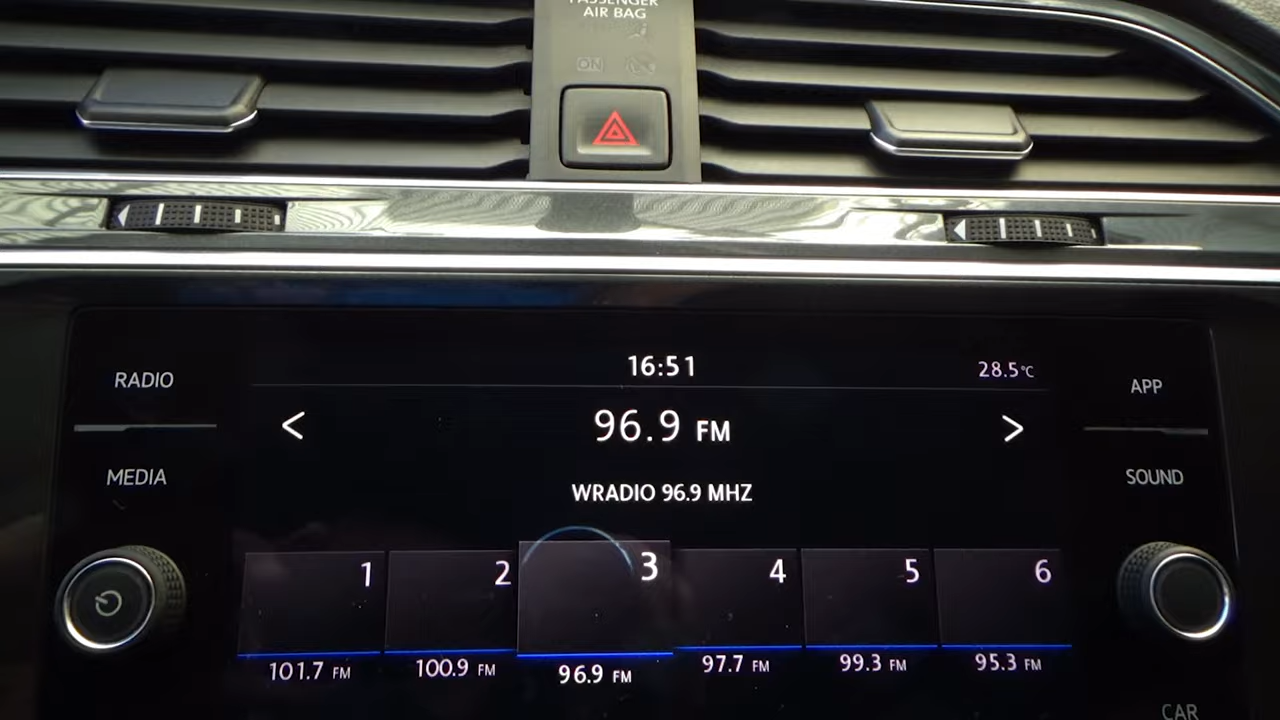 PASSENGER
AIR BAG
ON
16:51
28.5°C
RADIO
APP
< 96.9 FM >
MEDIA
SOUND
WRADIO 96.9 MHZ
1 2 3 4 5 6
101.7 FM 100.9 FM 96.9 FM 97.7 FM 99.3 FM 95.3 FM
CAR